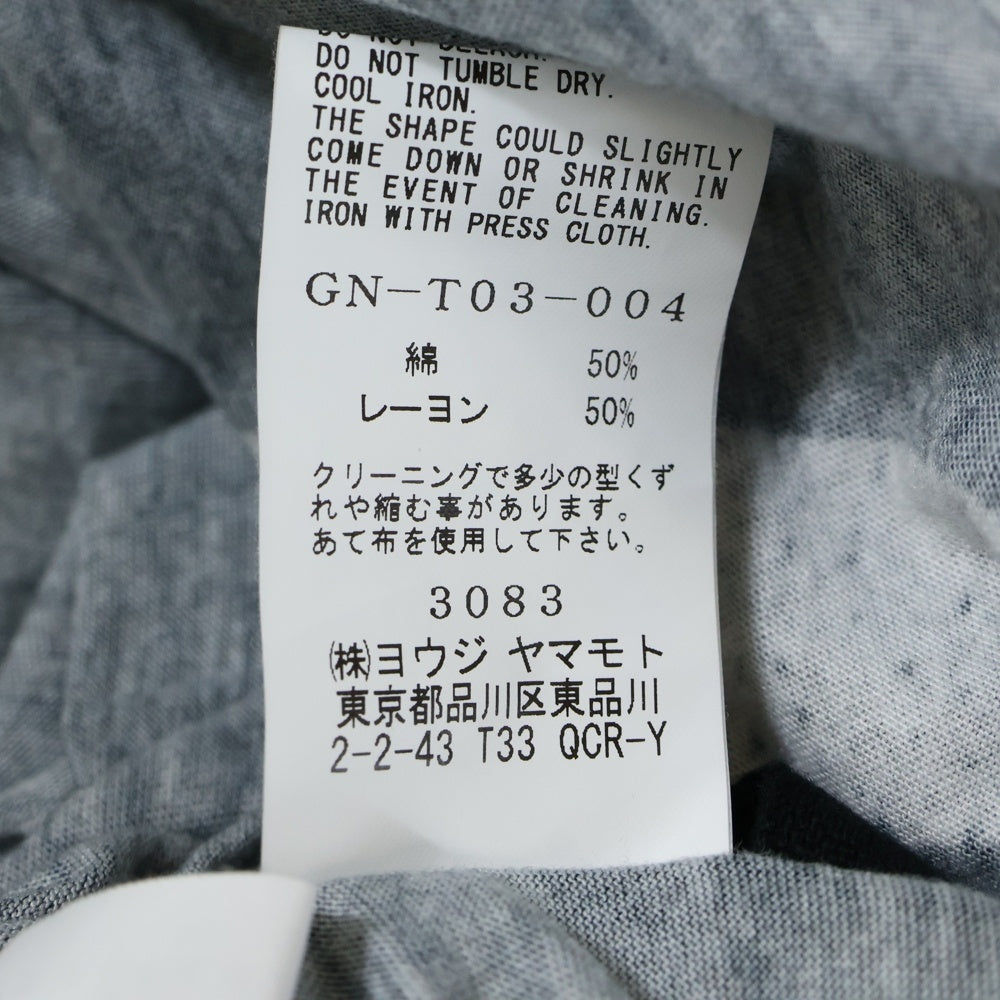 DO NOT BLEACH.
DO NOT TUMBLE DRY.
COOL IRON.
THE SHAPE COULD SLIGHTLY
COME DOWN OR SHRINK IN
THE EVENT OF CLEANING.
IRON WITH PRESS CLOTH.
GN-T03-004
綿 50%
レーヨン 50%
クリーニングで多少の型くず
れや縮む事があります。
あて布を使用して下さい。
3083
㈱ヨウジ ヤマモト
東京都品川区東品川
2-2-43 T33 QCR-Y